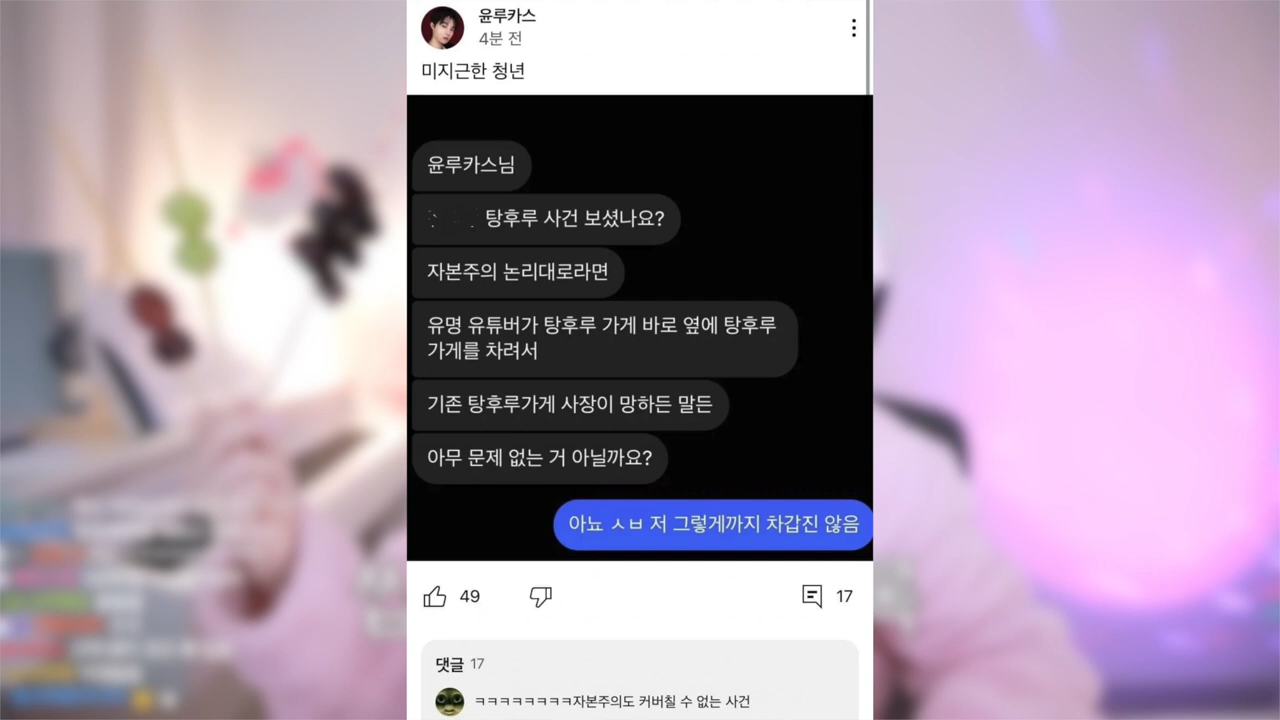 윤루카스
4분 전
미지근한 청년
윤루카스님
탕후루 사건 보셨나요?
자본주의 논리대로라면
유명 유튜버가 탕후루 가게 바로 옆에 탕후루
가게를 차려서
기존 탕후루가게 사장이 망하든 말든
아무 문제 없는 거 아닐까요?
아뇨 ㅅㅂ 저 그렇게까지 차갑진 않음
49
17
댓글 17
ㅋㅋㅋㅋㅋㅋㅋㅋ자본주의도 커버칠 수 없는 사건